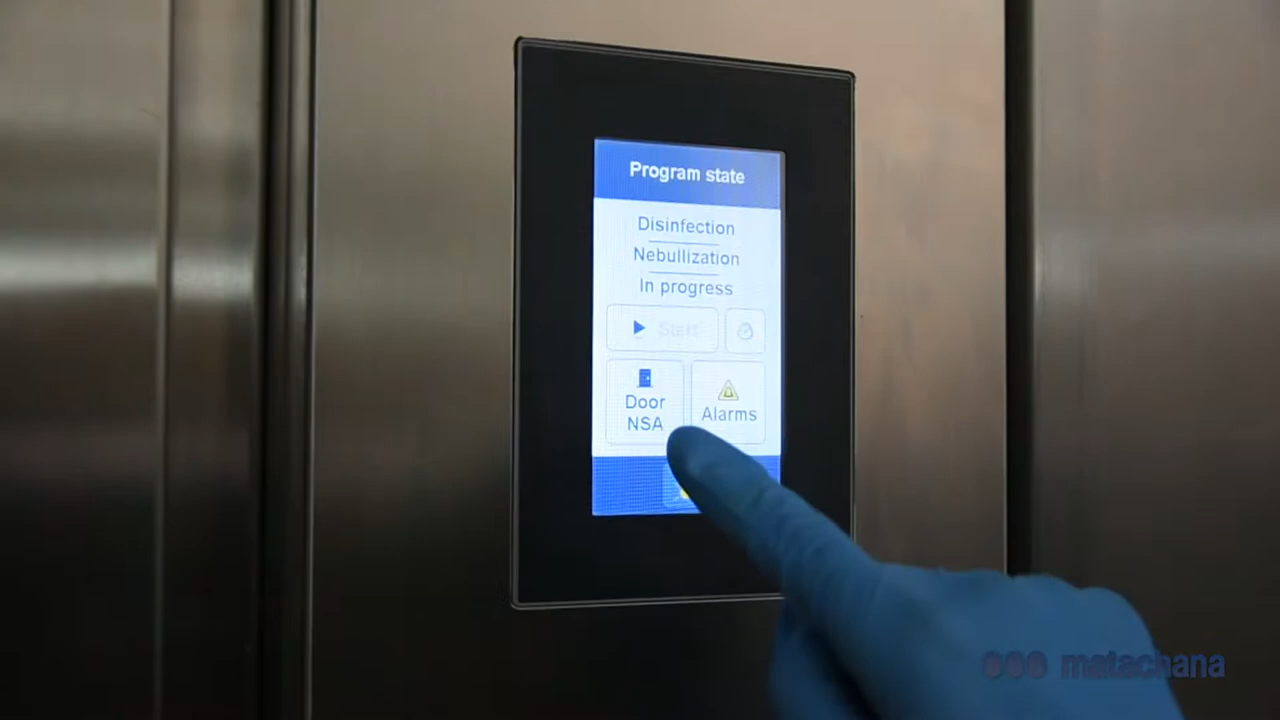 Program state
Disinfection
Nebullization
In progress
Start
Door
NSA
Alarms
matachana